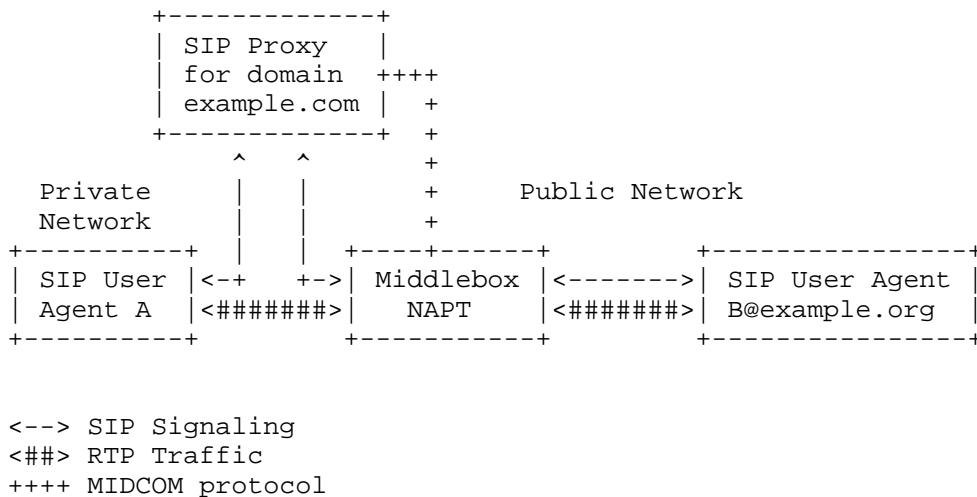 SIP Proxy
for domain ++++
example.com +
+
+
Private + Public Network
Network +
SIP User <-+ +-> Middlebox <-------> SIP User Agent
Agent A <#######> NAPT <#######> B@example.org
<--> SIP Signaling
<##> RTP Traffic
++++ MIDCOM protocol